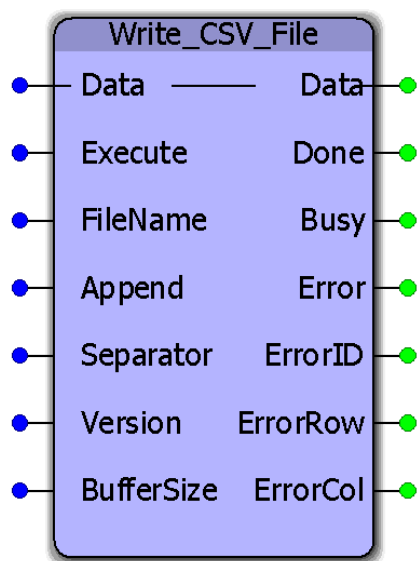 Write_CSV_File
Data Data
Execute Done
FileName Busy
Append Error
Separator ErrorID
Version ErrorRow
BufferSize ErrorCol